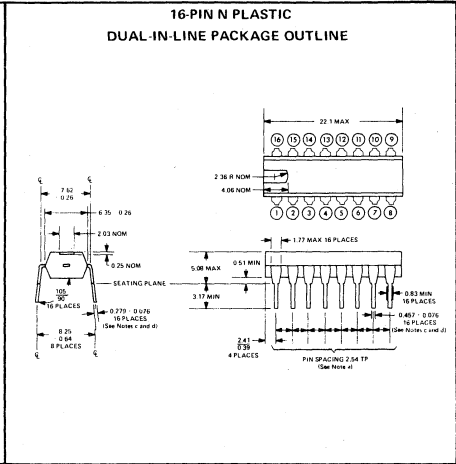 16-PIN N PLASTIC
DUAL-IN-LINE PACKAGE OUTLINE
22 1 MAX
16 15 14 13 12 11 10 9
2 36 R NOM
4.06 NOM
1 2 3 4 5 6 7 8
℄ ℄
7 62
0 26
6 35 0 26
2 03 NOM
0 25 NOM
SEATING PLANE
105
90
16 PLACES
0.279 0 076
16 PLACES
(See Notes c and d)
8 25
0 64
8 PLACES
℄ ℄
1.77 MAX 16 PLACES
0 51 MIN
5.08 MAX
3.17 MIN
0.83 MIN
16 PLACES
0.457 0 076
16 PLACES
(See Notes c and d)
2.41
0 39
4 PLACES
PIN SPACING 2.54 TP
(See Note a)